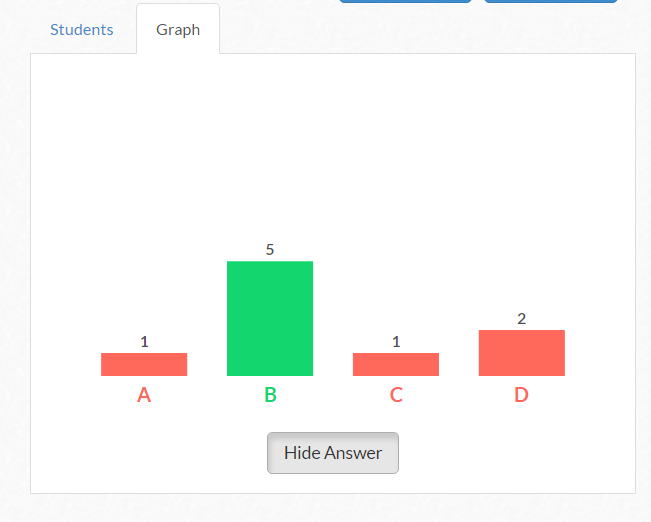 Students Graph
5
1 1 2
A B C D
Hide Answer